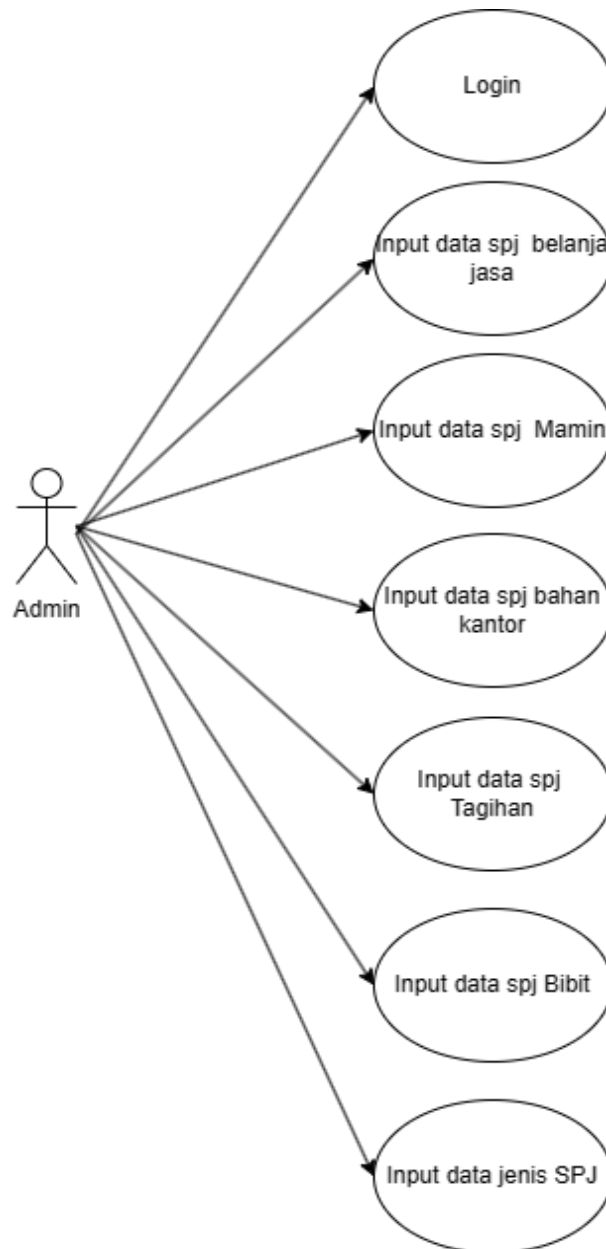 Login
Input data spj  belanja
jasa
Input data spj  Mamin
Admin
Input data spj bahan
kantor
Input data spj
Tagihan
Input data spj Bibit
Input data jenis SPJ